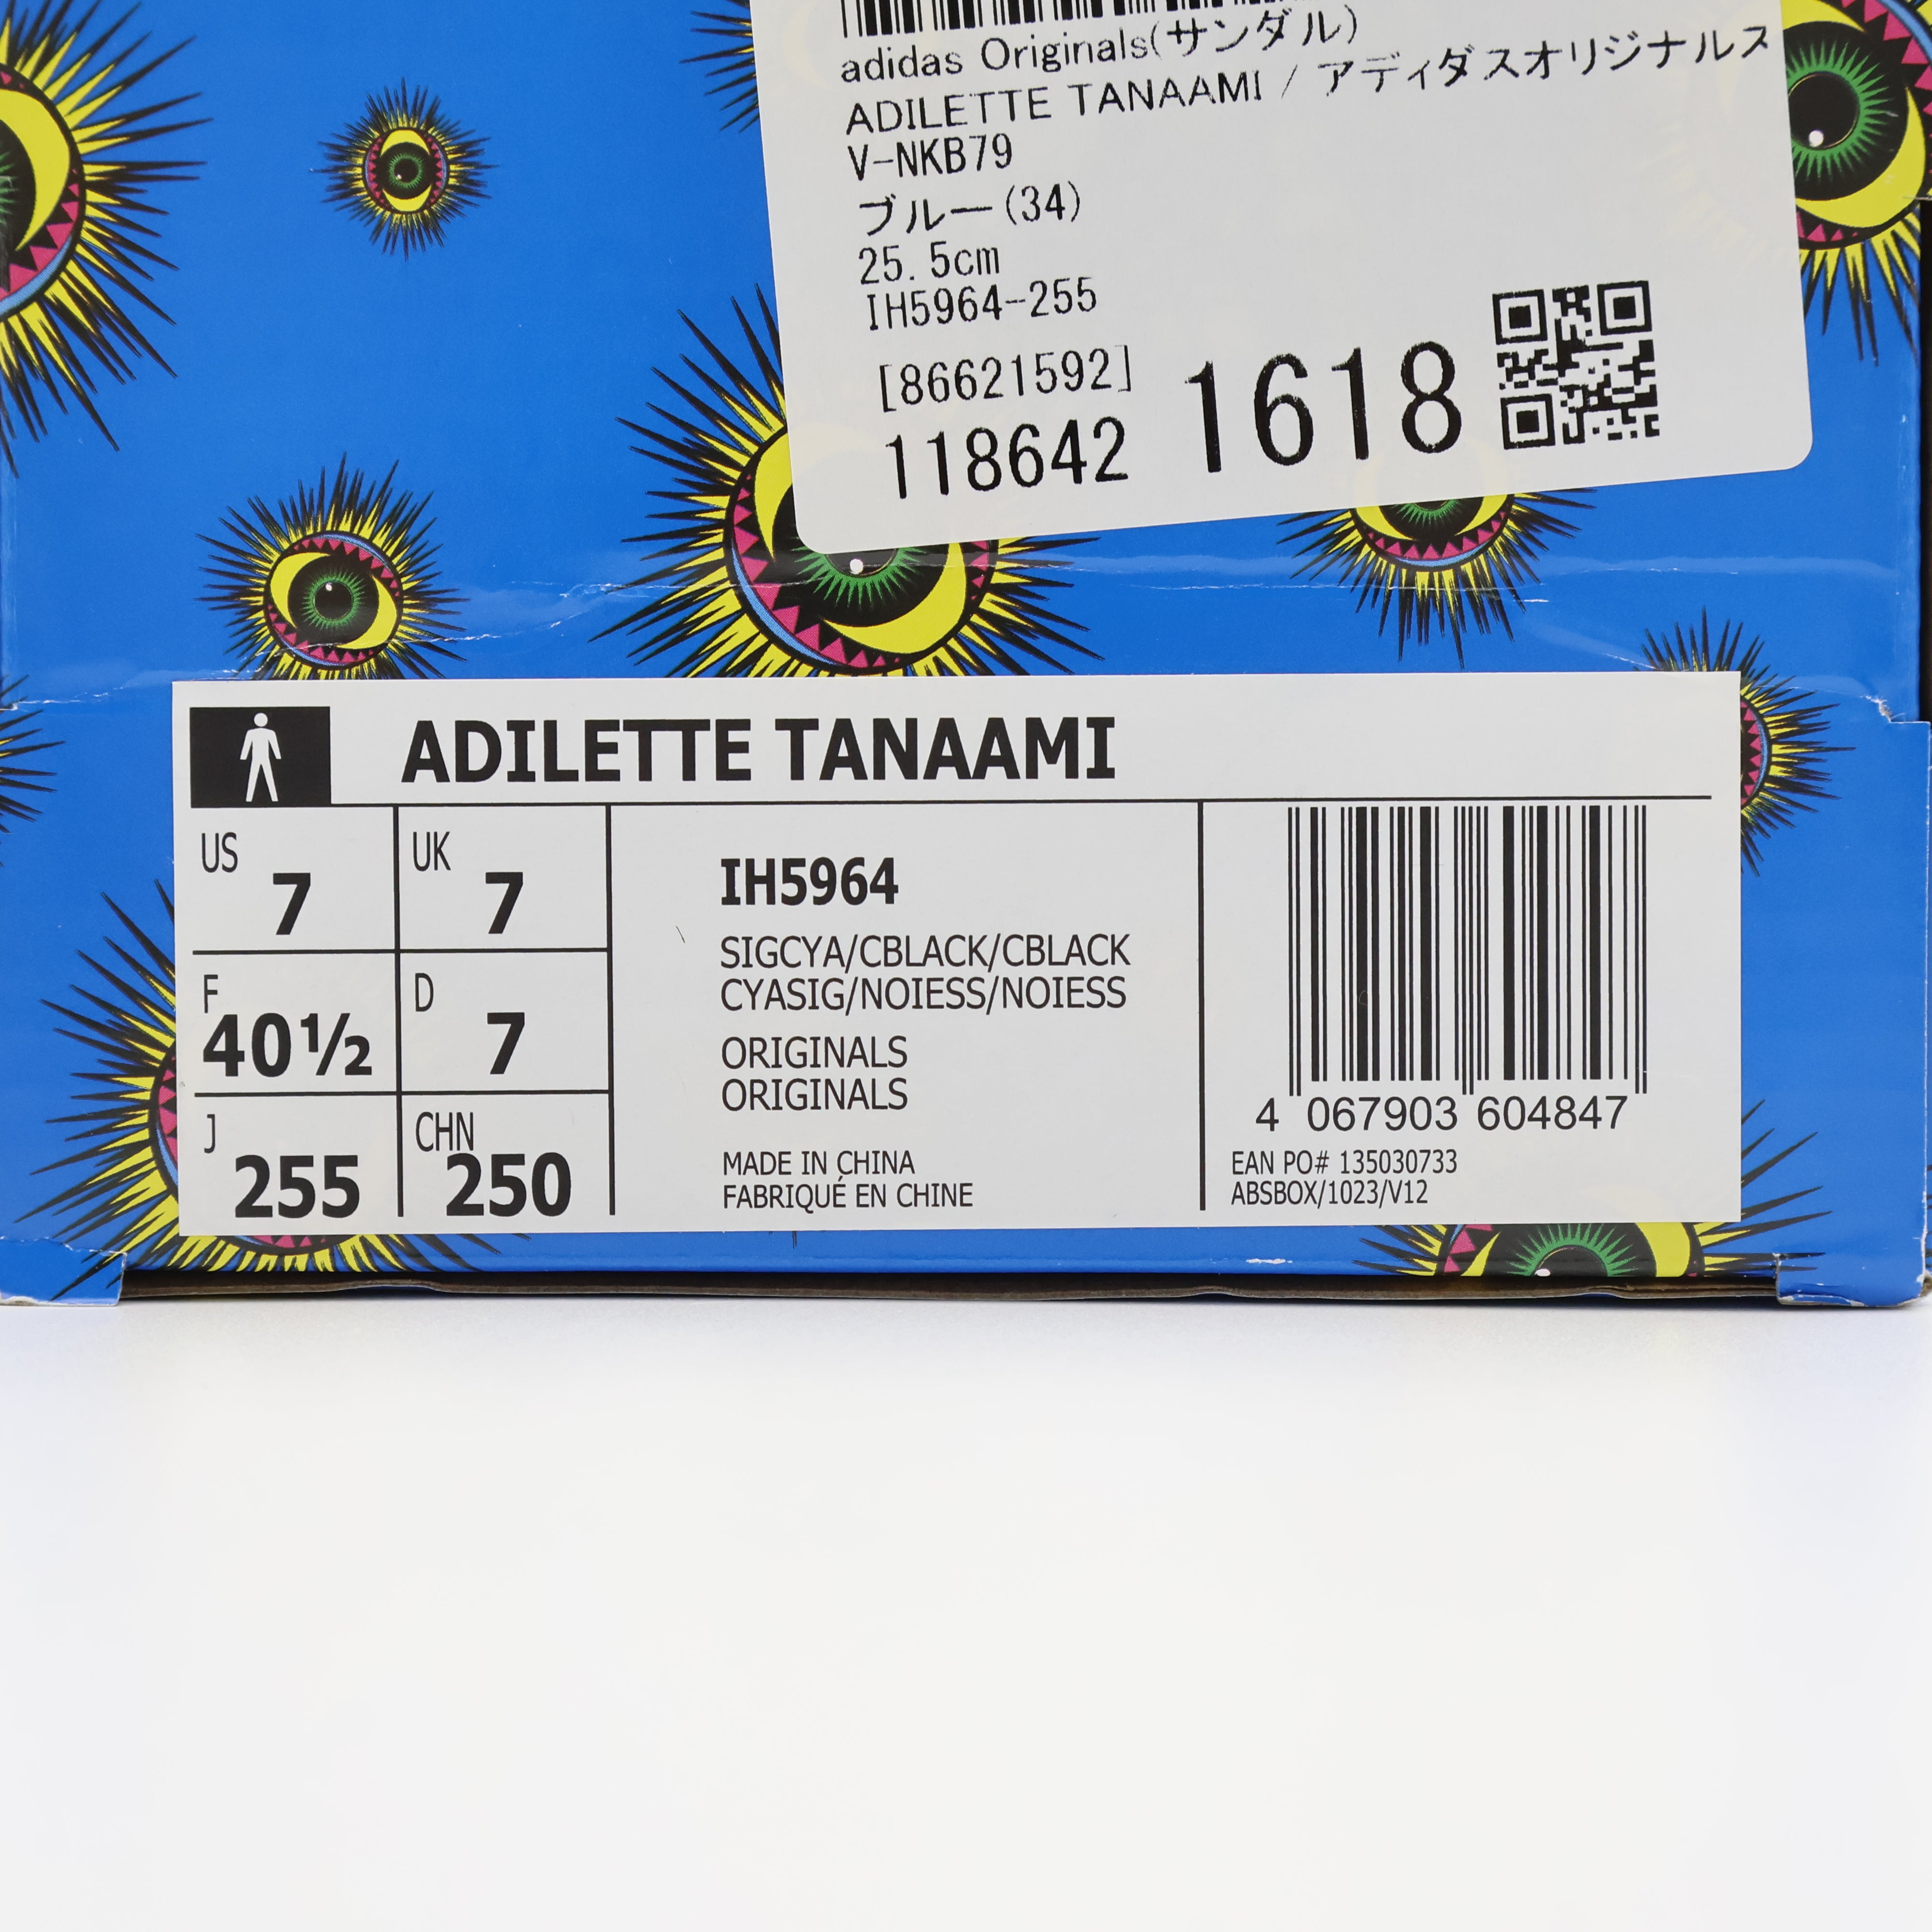 adidas Originals(サンダル)
ADILETTE TANAAMI / アディダスオリジナルス
V-NKB79
ブルー(34)
25.5cm
IH5964-255
[86621592]
118642
1618
ADILETTE TANAAMI
US
7
UK
7
F
40½
D
7
J
255
CHN
250
IH5964
SIGCYA/CBLACK/CBLACK
CYASIG/NOIESS/NOIESS
ORIGINALS
ORIGINALS
MADE IN CHINA
FABRIQUÉ EN CHINE
4 067903 604847
EAN PO# 135030733
ABSBOX/1023/V12